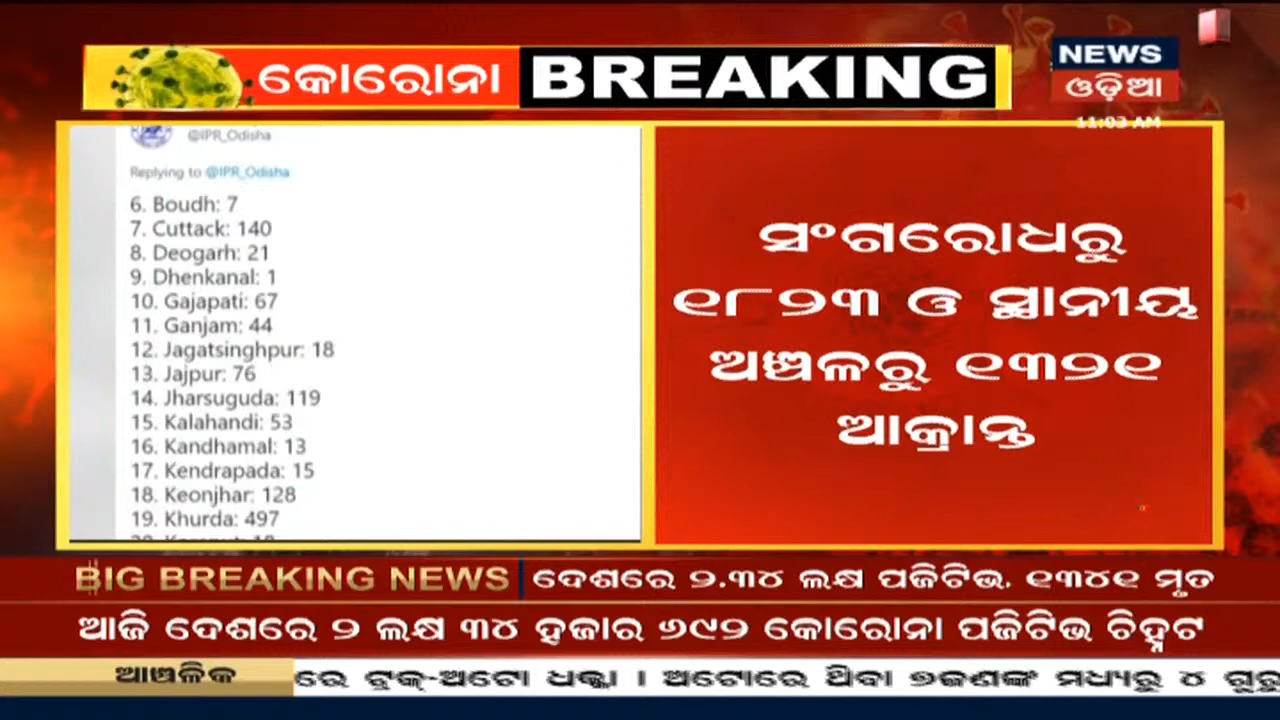 କୋରୋନା BREAKING
NEWS
ଓଡ଼ିଆ
11:03 AM
@IPR_Odisha
Replying to @IPR_Odisha
6. Boudh: 7
7. Cuttack: 140
8. Deogarh: 21
9. Dhenkanal: 1
10. Gajapati: 67
11. Ganjam: 44
12. Jagatsinghpur: 18
13. Jajpur: 76
14. Jharsuguda: 119
15. Kalahandi: 53
16. Kandhamal: 13
17. Kendrapada: 15
18. Keonjhar: 128
19. Khurda: 497
ସଂଗରୋଧରୁ
୧୮୨୩ ଓ ସ୍ଥାନୀୟ
ଅଞ୍ଚଳରୁ ୧୩୨୧
ଆକ୍ରାନ୍ତ
BIG BREAKING NEWS ଦେଶରେ ୨.୩୪ ଲକ୍ଷ ପଜିଟିଭ, ୧୩୪୧ ମୃତ
ଆଜି ଦେଶରେ ୨ ଲକ୍ଷ ୩୪ ହଜାର ୬୯୨ କୋରୋନା ପଜିଟିଭ ଚିହ୍ନଟ
ଆଞ୍ଚଳିକ ରେ ଟ୍ରକ୍-ଅଟୋ ଧକ୍କା । ଅଟୋରେ ଥିବା ୭ଜଣଙ୍କ ମଧ୍ୟରୁ ୪